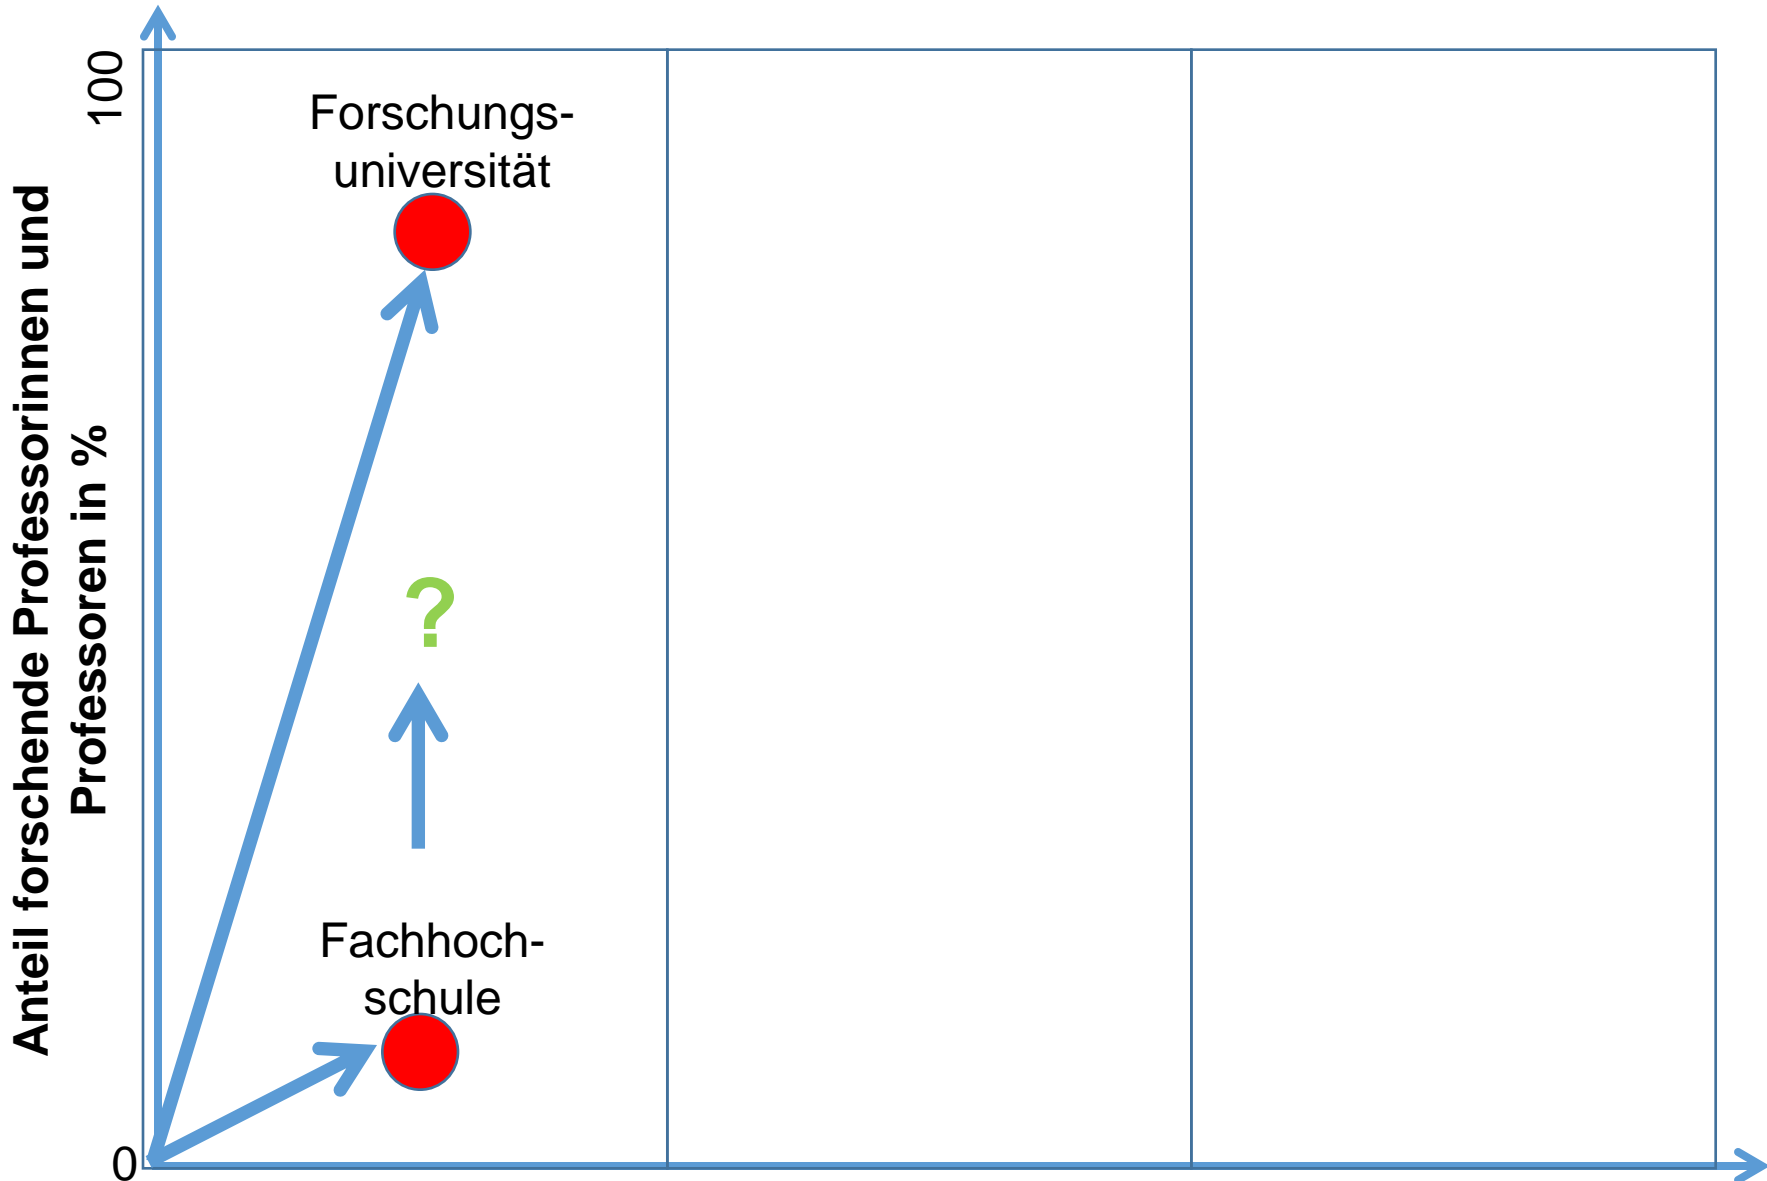 100
Forschungs-
universität
Anteil forschende Professorinnen und
Professoren in %
?
Fachhoch-
schule
0